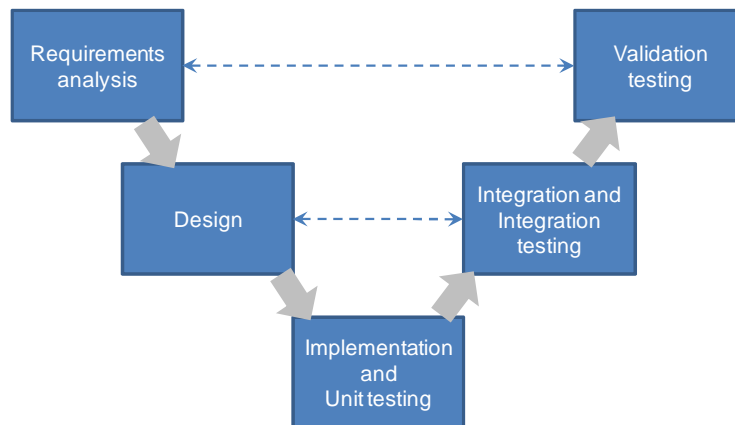 Requirements
analysis
Validation
testing
Design
Integration and
Integration
testing
Implementation
and
Unit testing